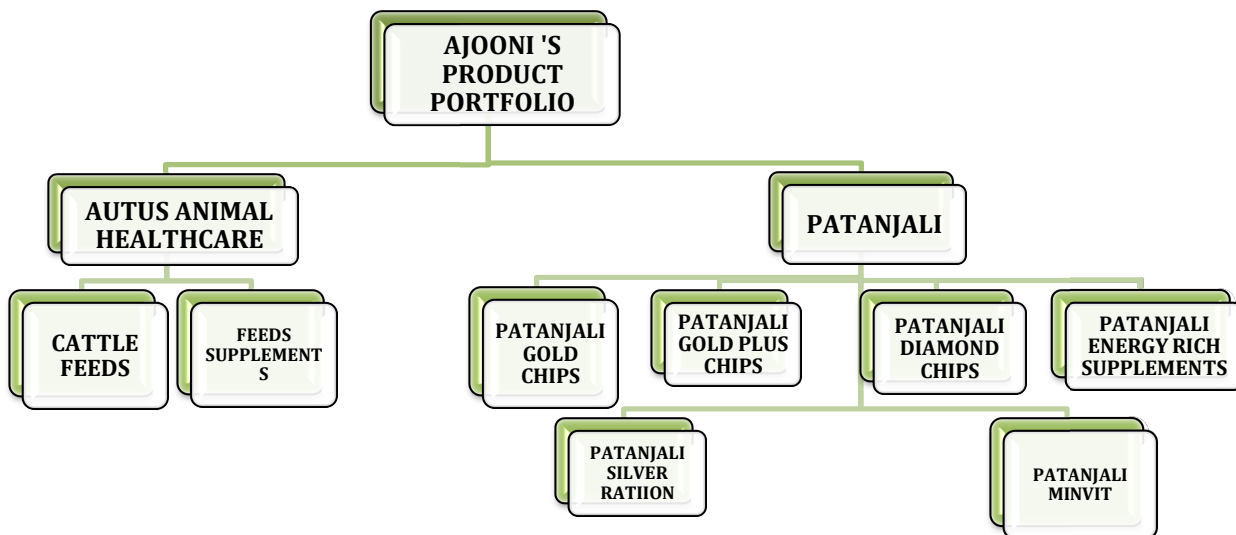 AJOONI 'S
PRODUCT
PORTFOLIO
AUTUS ANIMAL
HEALTHCARE
PATANJALI
CATTLE
FEEDS
FEEDS
SUPPLEMENT
S
PATANJALI
GOLD
CHIPS
PATANJALI
GOLD PLUS
CHIPS
PATANJALI
DIAMOND
CHIPS
PATANJALI
ENERGY RICH
SUPPLEMENTS
PATANJALI
SILVER
RATIION
PATANJALI
MINVIT